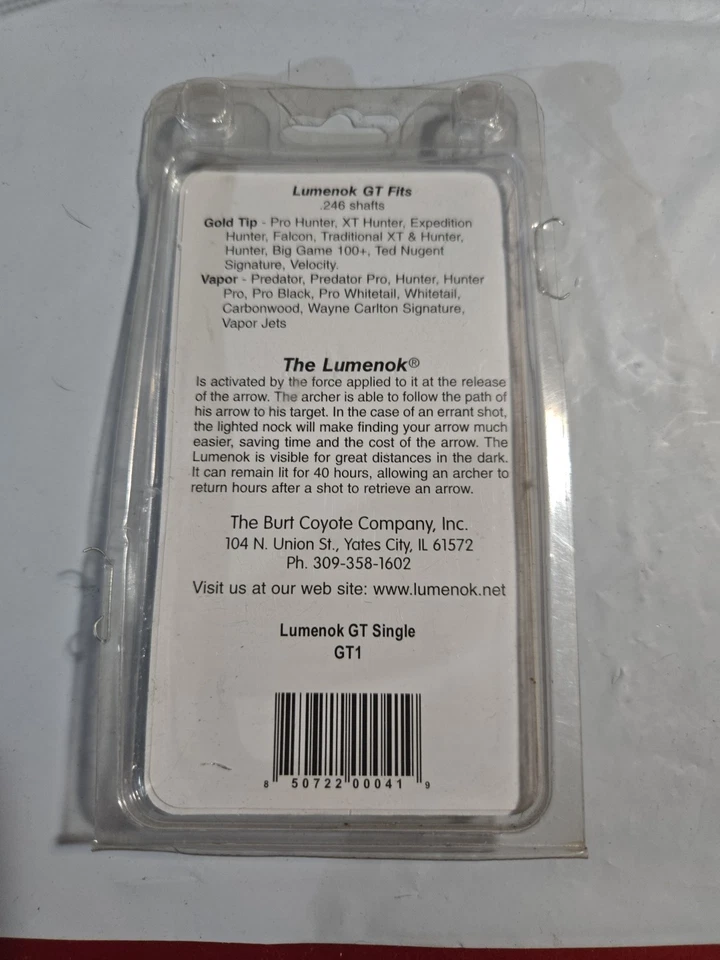 Lumenok GT Fits
.246 shafts
Gold Tip - Pro Hunter, XT Hunter, Expedition
Hunter, Falcon, Traditional XT & Hunter,
Hunter, Big Game 100+, Ted Nugent
Signature, Velocity.
Vapor - Predator, Predator Pro, Hunter, Hunter
Pro, Pro Black, Pro Whitetail, Whitetail,
Carbonwood, Wayne Carlton Signature,
Vapor Jets
The Lumenok®
Is activated by the force applied to it at the release
of the arrow. The archer is able to follow the path of
his arrow to his target. In the case of an errant shot,
the lighted nock will make finding your arrow much
easier, saving time and the cost of the arrow. The
Lumenok is visible for great distances in the dark.
It can remain lit for 40 hours, allowing an archer to
return hours after a shot to retrieve an arrow.
The Burt Coyote Company, Inc.
104 N. Union St., Yates City, IL 61572
Ph. 309-358-1602
Visit us at our web site: www.lumenok.net
Lumenok GT Single
GT1
8 50722 00041 9